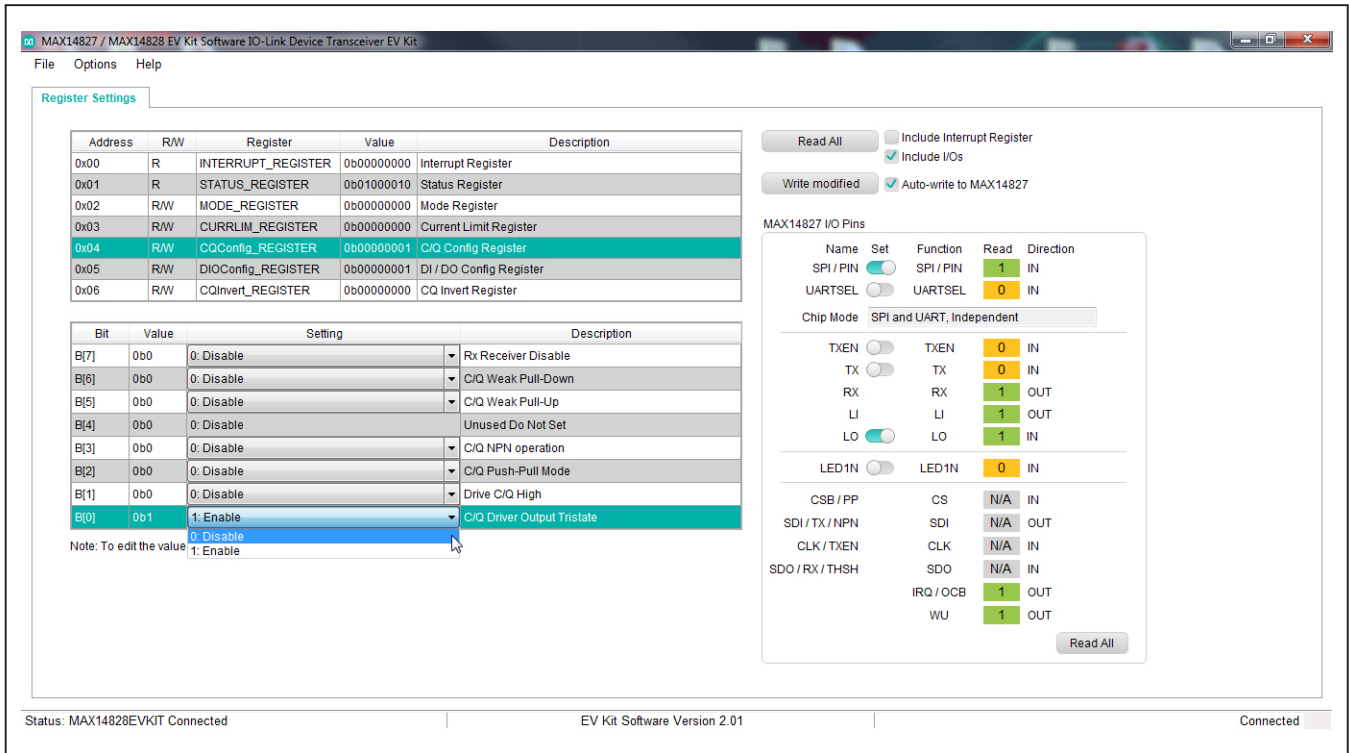 MAX14827 / MAX14828 EV Kit Software IO-Link Device Transceiver EV Kit
File Options Help
Register Settings
Address R/W Register Value Description
0x00 R INTERRUPT_REGISTER 0b00000000 Interrupt Register
0x01 R STATUS_REGISTER 0b01000010 Status Register
0x02 R/W MODE_REGISTER 0b00000000 Mode Register
0x03 R/W CURRLIM_REGISTER 0b00000000 Current Limit Register
0x04 R/W CQConfig_REGISTER 0b00000001 C/Q Config Register
0x05 R/W DIOConfig_REGISTER 0b00000001 DI / DO Config Register
0x06 R/W CQInvert_REGISTER 0b00000000 CQ Invert Register
Bit Value Setting Description
B[7] 0b0 0: Disable Rx Receiver Disable
B[6] 0b0 0: Disable C/Q Weak Pull-Down
B[5] 0b0 0: Disable C/Q Weak Pull-Up
B[4] 0b0 0: Disable Unused Do Not Set
B[3] 0b0 0: Disable C/Q NPN operation
B[2] 0b0 0: Disable C/Q Push-Pull Mode
B[1] 0b0 0: Disable Drive C/Q High
B[0] 0b1 1: Enable C/Q Driver Output Tristate
0: Disable
1: Enable
Note: To edit the value
Read All Include Interrupt Register
Include I/Os
Write modified Auto-write to MAX14827
MAX14827 I/O Pins
Name Set Function Read Direction
SPI / PIN SPI / PIN 1 IN
UARTSEL UARTSEL 0 IN
Chip Mode SPI and UART, Independent
TXEN TXEN 0 IN
TX TX 0 IN
RX RX 1 OUT
LI LI 1 OUT
LO LO 1 IN
LED1N LED1N 0 IN
CSB / PP CS N/A IN
SDI / TX / NPN SDI N/A OUT
CLK / TXEN CLK N/A IN
SDO / RX / THSH SDO N/A IN
IRQ / OCB 1 OUT
WU 1 OUT
Read All
Status: MAX14828EVKIT Connected EV Kit Software Version 2.01 Connected